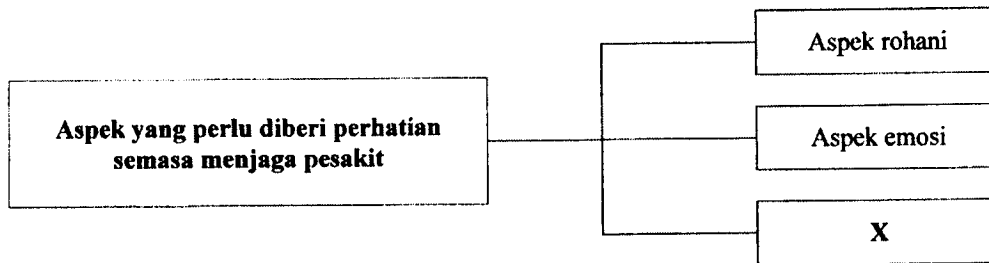 Aspek yang perlu diberi perhatian
semasa menjaga pesakit
Aspek rohani
Aspek emosi
X